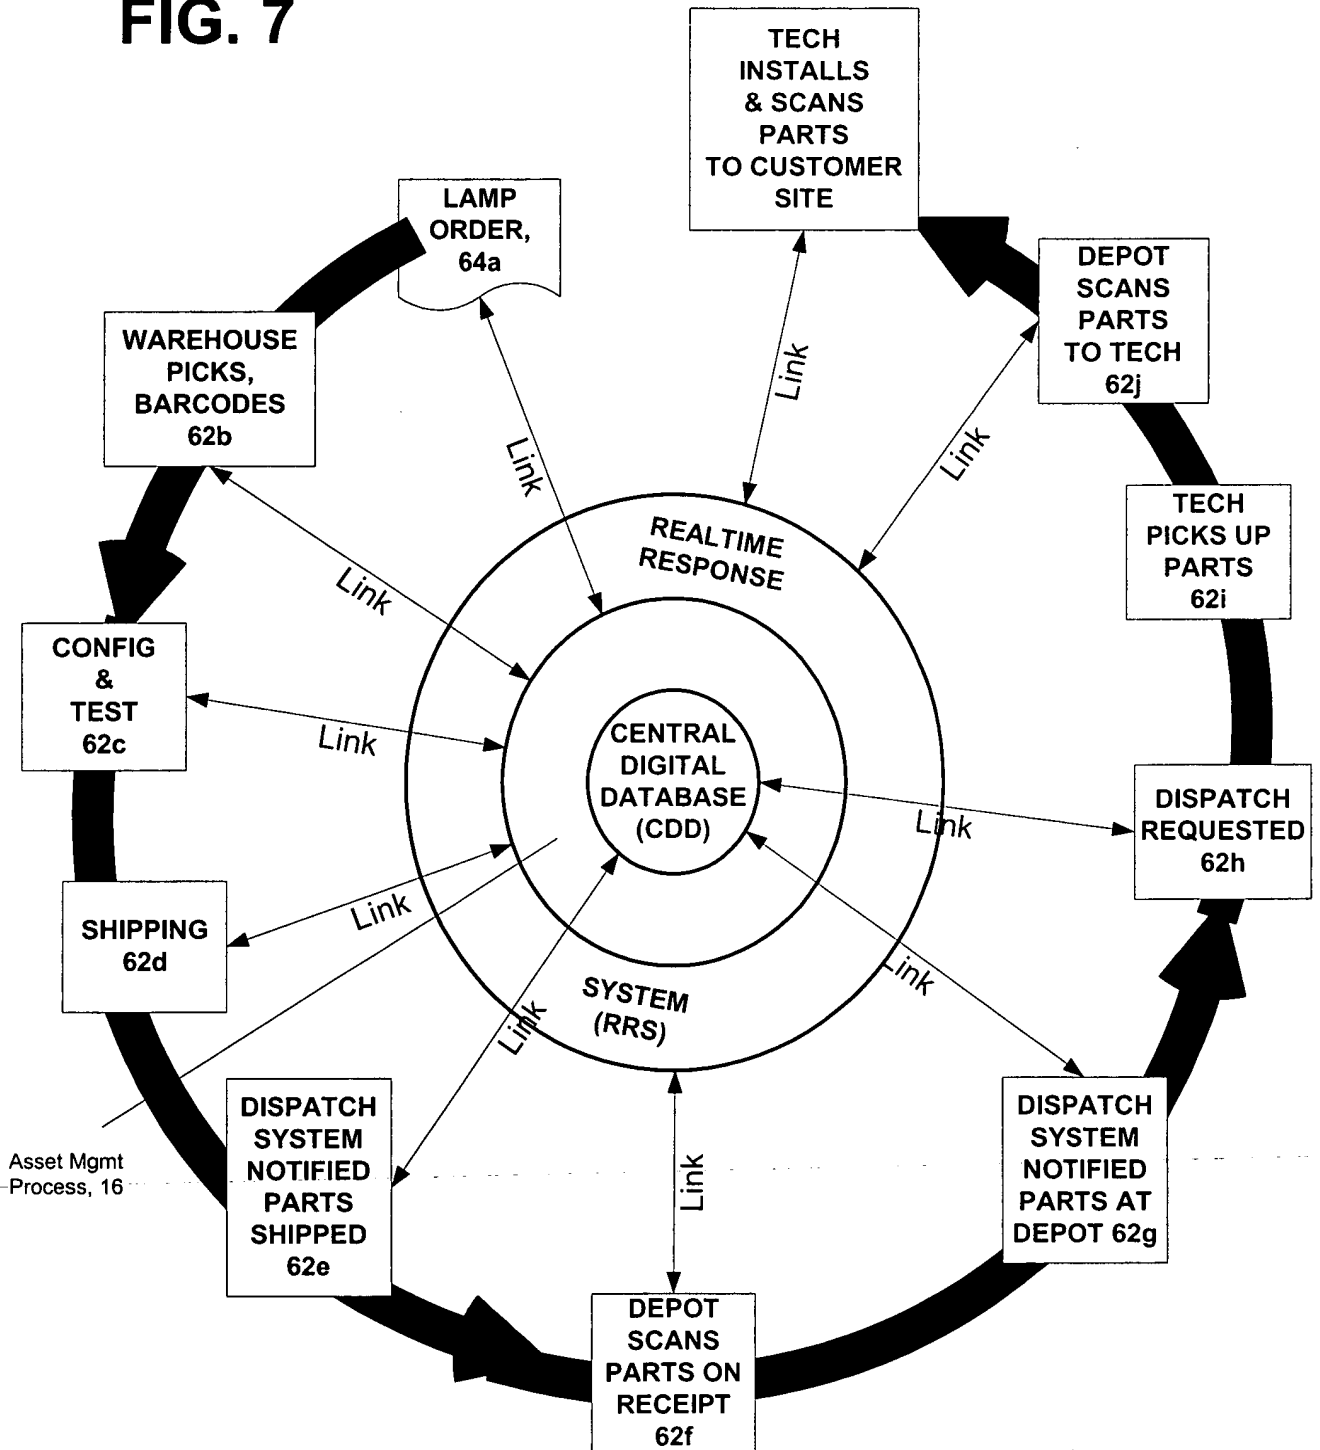 FIG. 7
TECH
INSTALLS
& SCANS
PARTS
TO CUSTOMER
SITE
LAMP
ORDER,
64a
WAREHOUSE
PICKS,
BARCODES
62b
CONFIG
&
TEST
62c
SHIPPING
62d
DISPATCH
SYSTEM
NOTIFIED
PARTS
SHIPPED
62e
DEPOT
SCANS
PARTS ON
RECEIPT
62f
DISPATCH
SYSTEM
NOTIFIED
PARTS AT
DEPOT 62g
DISPATCH
REQUESTED
62h
TECH
PICKS UP
PARTS
62i
DEPOT
SCANS
PARTS
TO TECH
62j
REALTIME
RESPONSE
SYSTEM
(RRS)
CENTRAL
DIGITAL
DATABASE
(CDD)
Link
Link
Link
Link
Link
Link
Link
Link
Link
Link
Asset Mgmt
Process, 16